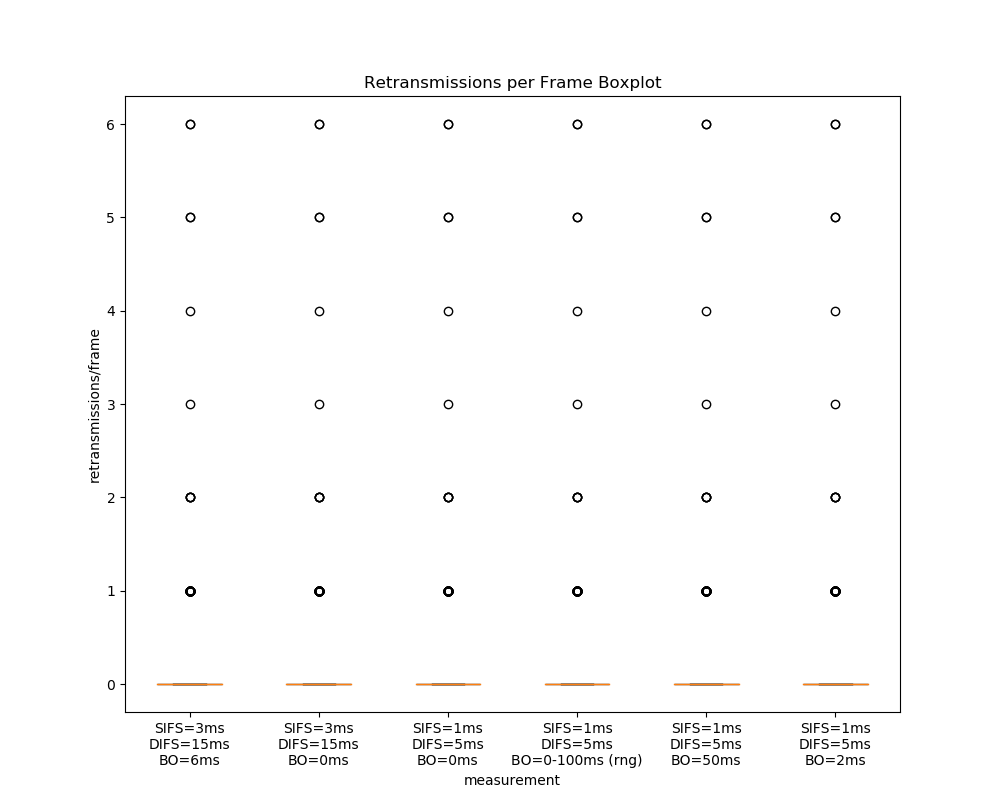 Retransmissions per Frame Boxplot
6
5
4
3
2
1
0
retransmissions/frame
SIFS=3ms
DIFS=15ms
BO=6ms
SIFS=3ms
DIFS=15ms
BO=0ms
SIFS=1ms
DIFS=5ms
BO=0ms
SIFS=1ms
DIFS=5ms
BO=0-100ms (rng)
SIFS=1ms
DIFS=5ms
BO=50ms
SIFS=1ms
DIFS=5ms
BO=2ms
measurement